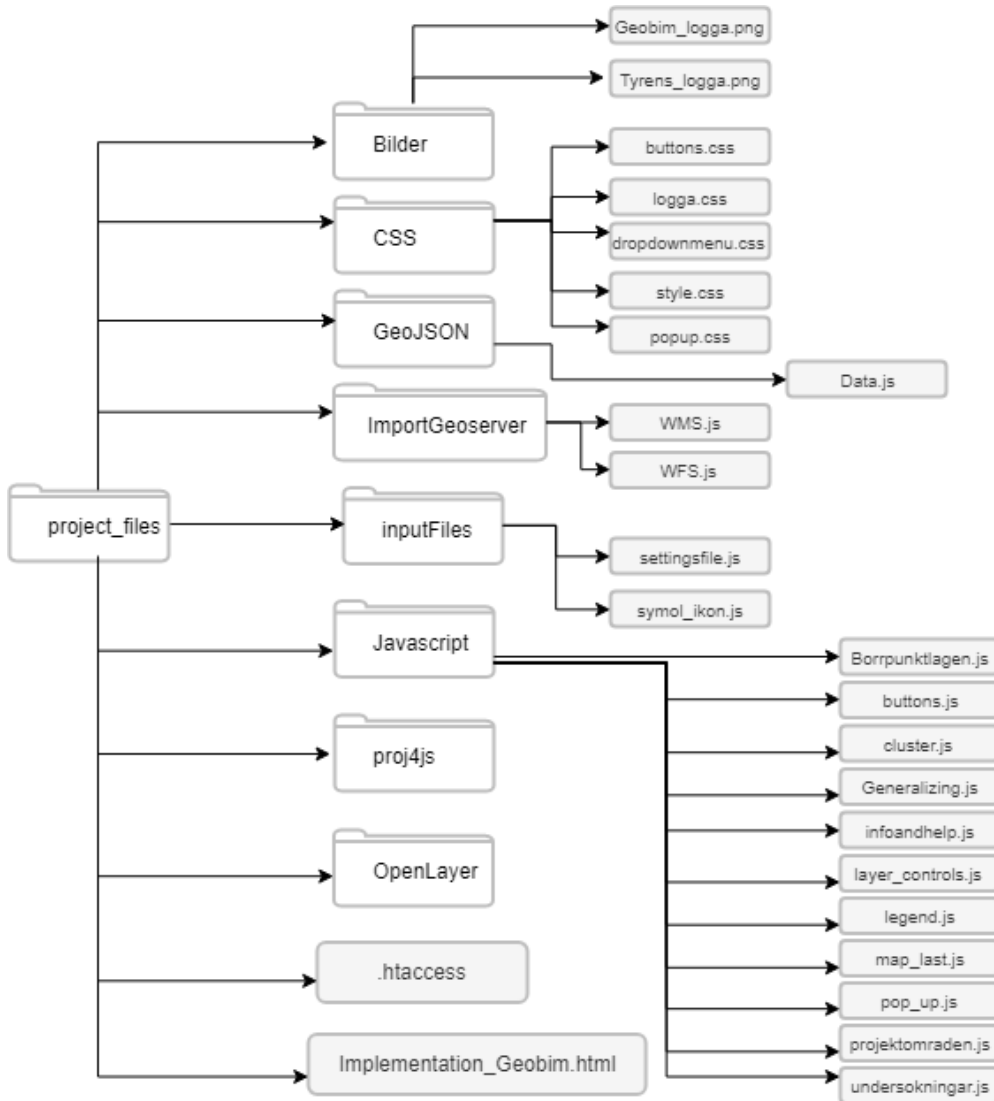 project_files
Bilder
Geobim_logga.png
Tyrens_logga.png
CSS
buttons.css
logga.css
dropdownmenu.css
style.css
popup.css
GeoJSON
Data.js
ImportGeoserver
WMS.js
WFS.js
inputFiles
settingsfile.js
symol_ikon.js
Javascript
Borrpunktlagen.js
buttons.js
cluster.js
Generalizing.js
infoandhelp.js
layer_controls.js
legend.js
map_last.js
pop_up.js
projektomraden.js
undersokningar.js
proj4js
OpenLayer
.htaccess
Implementation_Geobim.html